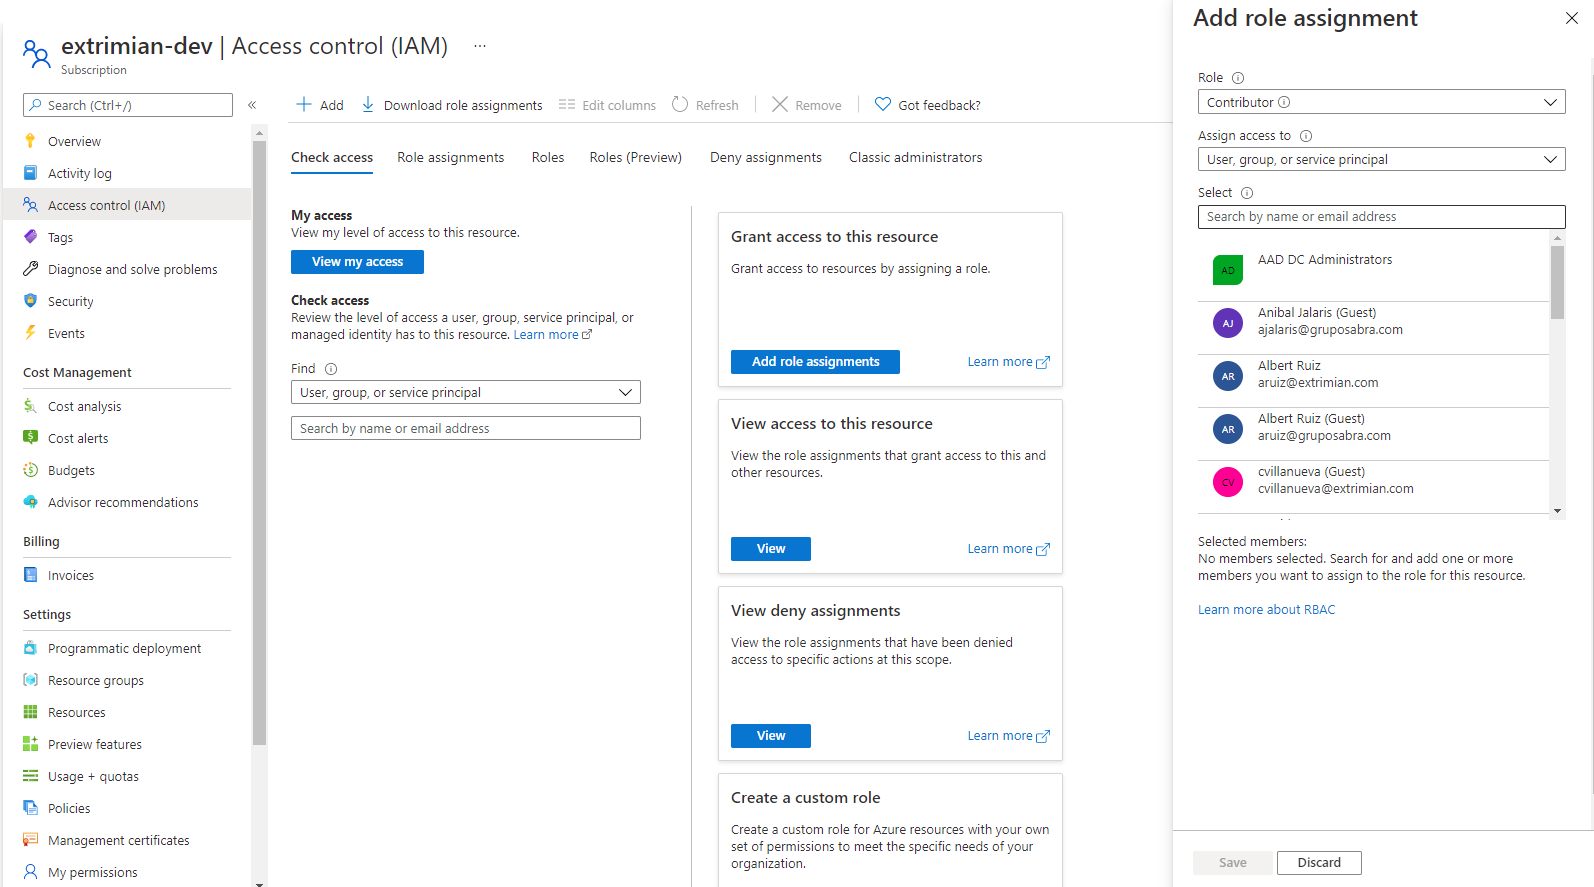 extrimian-dev | Access control (IAM) ...
Subscription
Search (Ctrl+/)
Overview
Activity log
Access control (IAM)
Tags
Diagnose and solve problems
Security
Events
Cost Management
Cost analysis
Cost alerts
Budgets
Advisor recommendations
Billing
Invoices
Settings
Programmatic deployment
Resource groups
Resources
Preview features
Usage + quotas
Policies
Management certificates
My permissions
Add
Download role assignments
Edit columns
Refresh
Remove
Got feedback?
Check access
Role assignments
Roles
Roles (Preview)
Deny assignments
Classic administrators
My access
View my level of access to this resource.
View my access
Check access
Review the level of access a user, group, service principal, or
managed identity has to this resource. Learn more
Find
User, group, or service principal
Search by name or email address
Grant access to this resource
Grant access to resources by assigning a role.
Add role assignments
Learn more
View access to this resource
View the role assignments that grant access to this and
other resources.
View
Learn more
View deny assignments
View the role assignments that have been denied
access to specific actions at this scope.
View
Learn more
Create a custom role
Create a custom role for Azure resources with your own
set of permissions to meet the specific needs of your
organization.
Add role assignment
Role
Contributor
Assign access to
User, group, or service principal
Select
Search by name or email address
AD
AAD DC Administrators
AJ
Anibal Jalaris (Guest)
ajalaris@gruposabra.com
AR
Albert Ruiz
aruiz@extrimian.com
AR
Albert Ruiz (Guest)
aruiz@gruposabra.com
CV
cvillanueva (Guest)
cvillanueva@extrimian.com
Selected members:
No members selected. Search for and add one or more
members you want to assign to the role for this resource.
Learn more about RBAC
Save
Discard